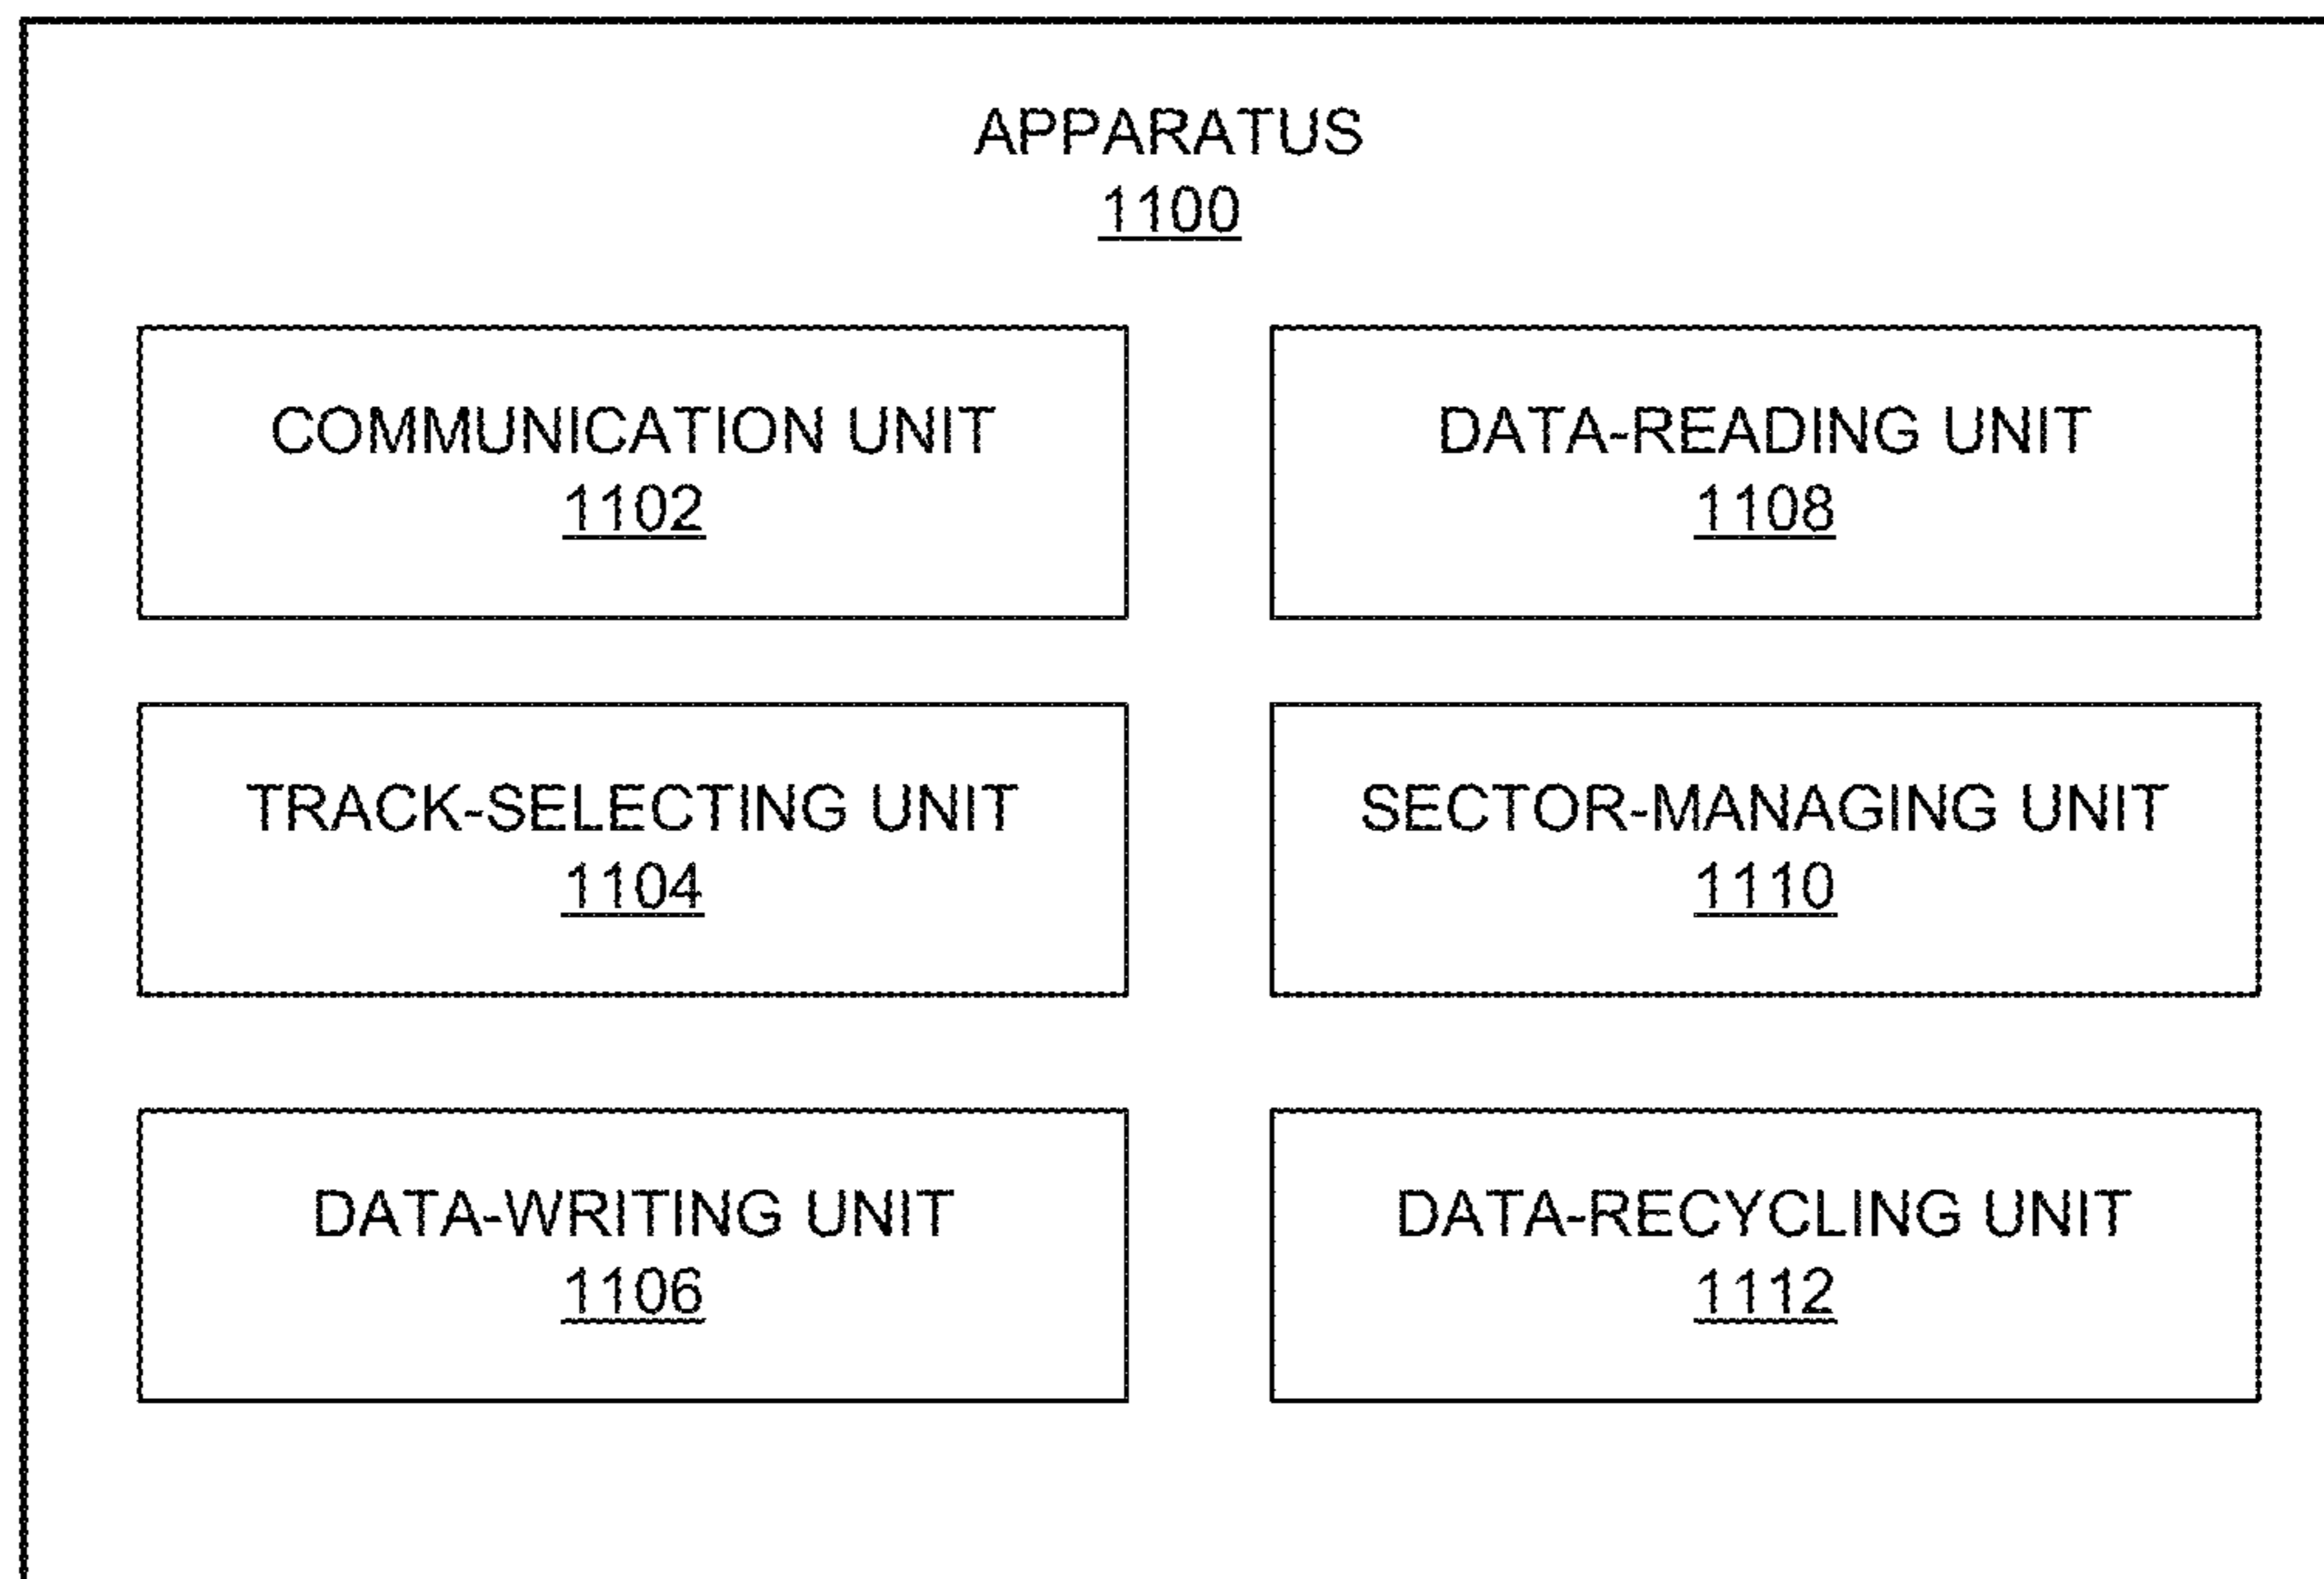 APPARATUS
1100
COMMUNICATION UNIT
1102
DATA-READING UNIT
1108
TRACK-SELECTING UNIT
1104
SECTOR-MANAGING UNIT
1110
DATA-WRITING UNIT
1106
DATA-RECYCLING UNIT
1112